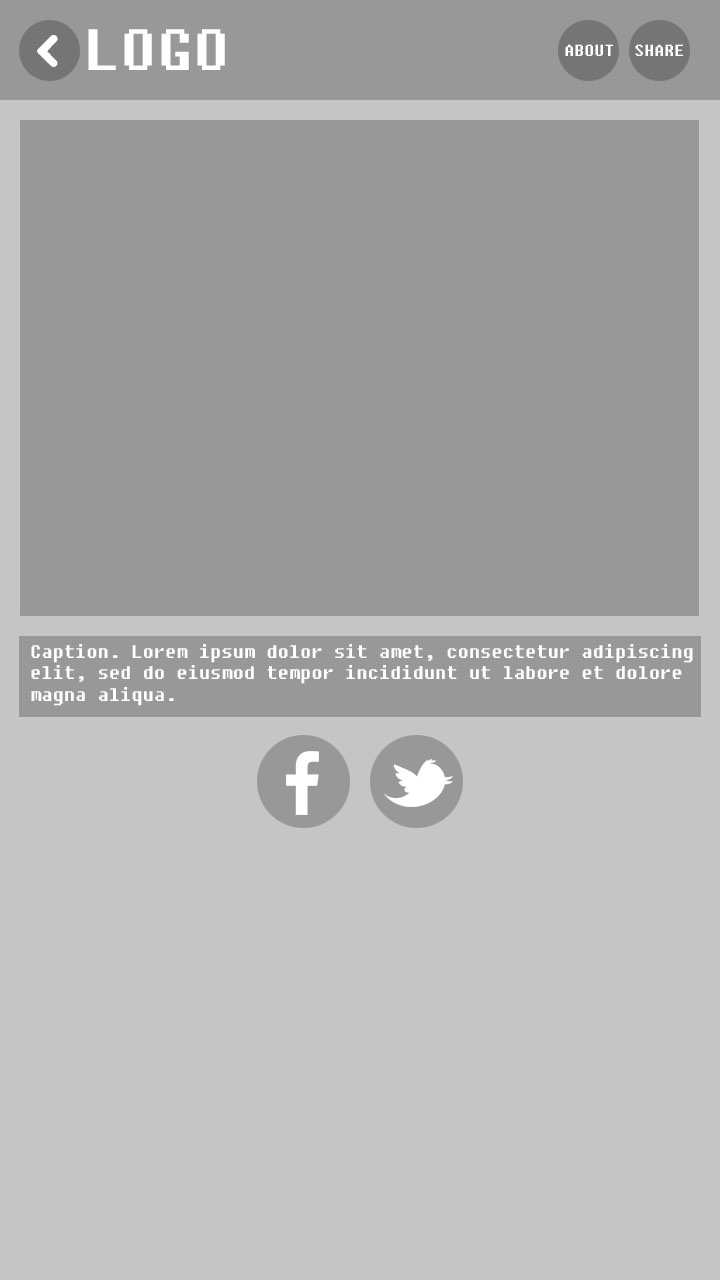 LOGO
ABOUT
SHARE
Caption. Lorem ipsum dolor sit amet, consectetur adipiscing
elit, sed do eiusmod tempor incididunt ut labore et dolore
magna aliqua.